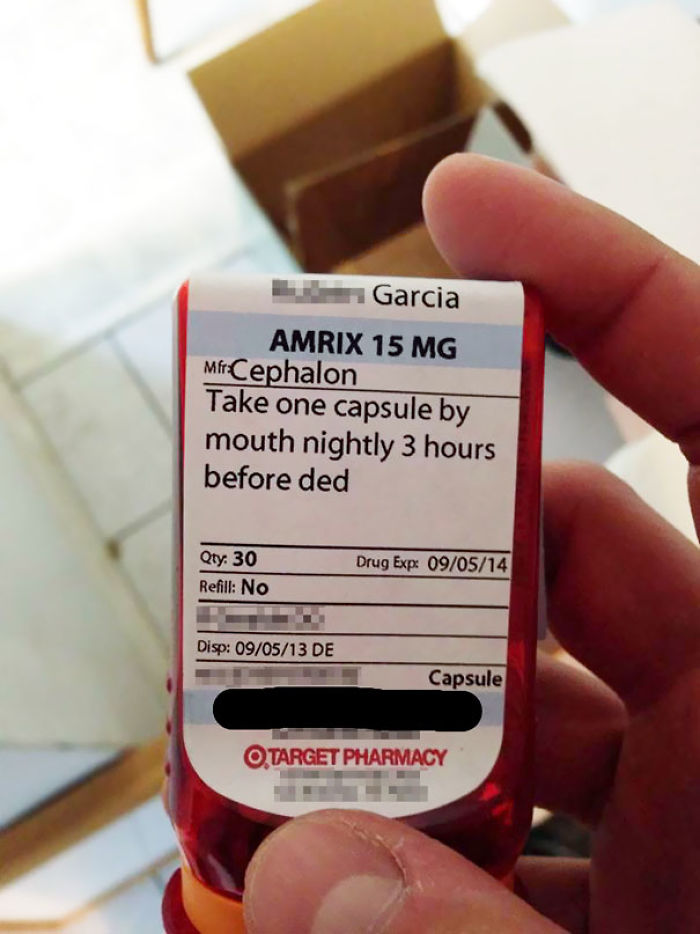 Garcia
AMRIX 15 MG
Mfr:Cephalon
Take one capsule by
mouth nightly 3 hours
before ded
Qty: 30 Drug Exp: 09/05/14
Refill: No
Disp: 09/05/13 DE
Capsule
TARGET PHARMACY